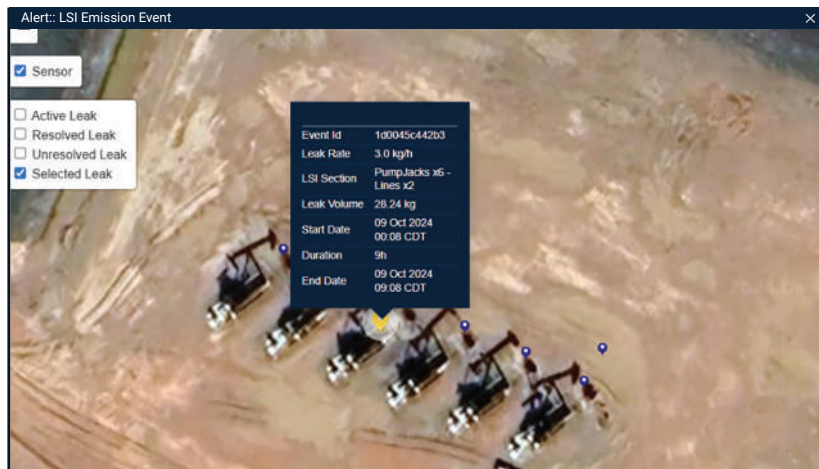 Alert:: LSI Emission Event
Sensor
Active Leak
Resolved Leak
Unresolved Leak
Selected Leak
Event Id 1d0045c442b3
Leak Rate 3.0 kg/h
LSI Section PumpJacks x6 -
Lines x2
Leak Volume 28.24 kg
Start Date 09 Oct 2024
00:08 CDT
Duration 9h
End Date 09 Oct 2024
09:08 CDT